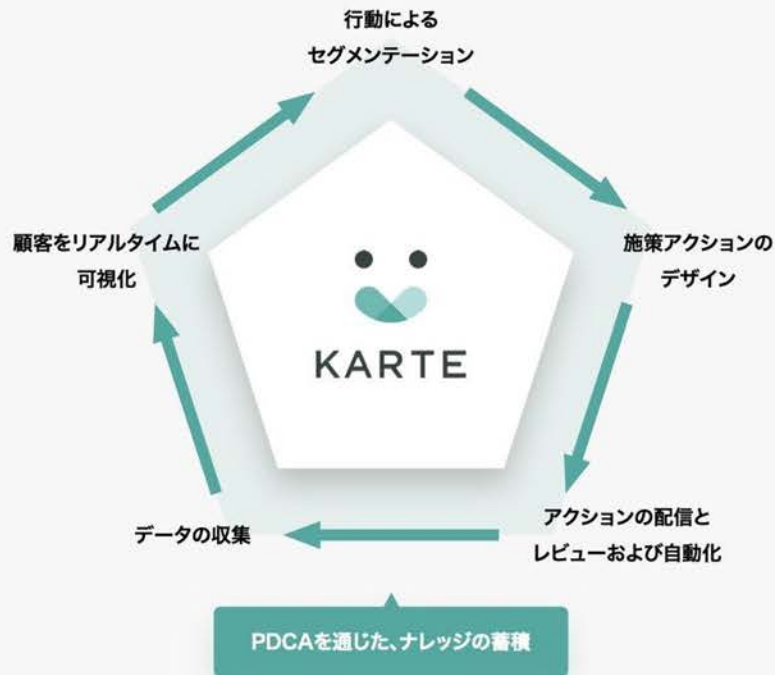 行動による
セグメンテーション
顧客をリアルタイムに
可視化
施策アクションの
デザイン
KARTE
データの収集
アクションの配信と
レビューおよび自動化
PDCAを通じた、ナレッジの蓄積